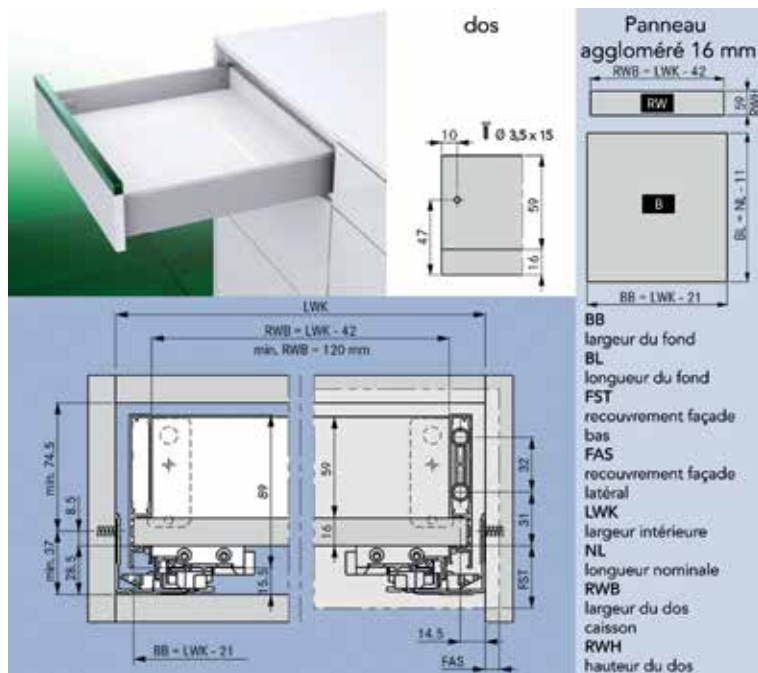 dos
10
Ø 3,5 x 15
47
59
16
Panneau
aggloméré 16 mm
RWB = LWK - 42
RW
59
RWH
B
BL = NL - 11
BB = LWK - 21
LWK
RWB = LWK - 42
min. RWB = 120 mm
min. 74.5
8.5
min. 37
28.5
89
15.5
59
16
32
31
FST
14.5
FAS
BB = LWK - 21
BB
largeur du fond
BL
longueur du fond
FST
recouvrement façade
bas
FAS
recouvrement façade
latéral
LWK
largeur intérieure
NL
longueur nominale
RWB
largeur du dos
caisson
RWH
hauteur du dos